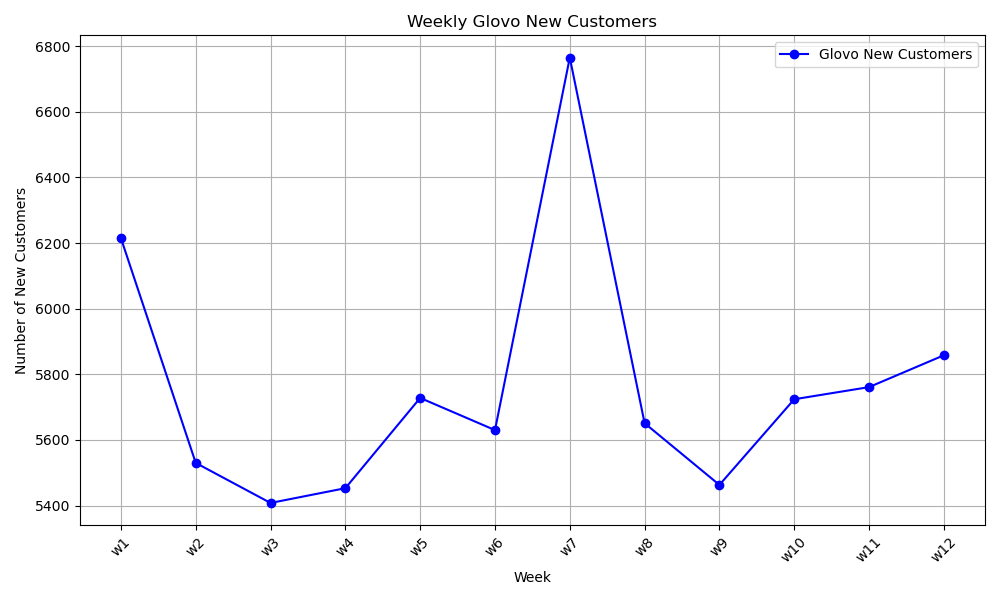 Weekly Glovo New Customers
Glovo New Customers
Number of New Customers
6800
6600
6400
6200
6000
5800
5600
5400
w1
w2
w3
w4
w5
w6
w7
w8
w9
w10
w11
w12
Week